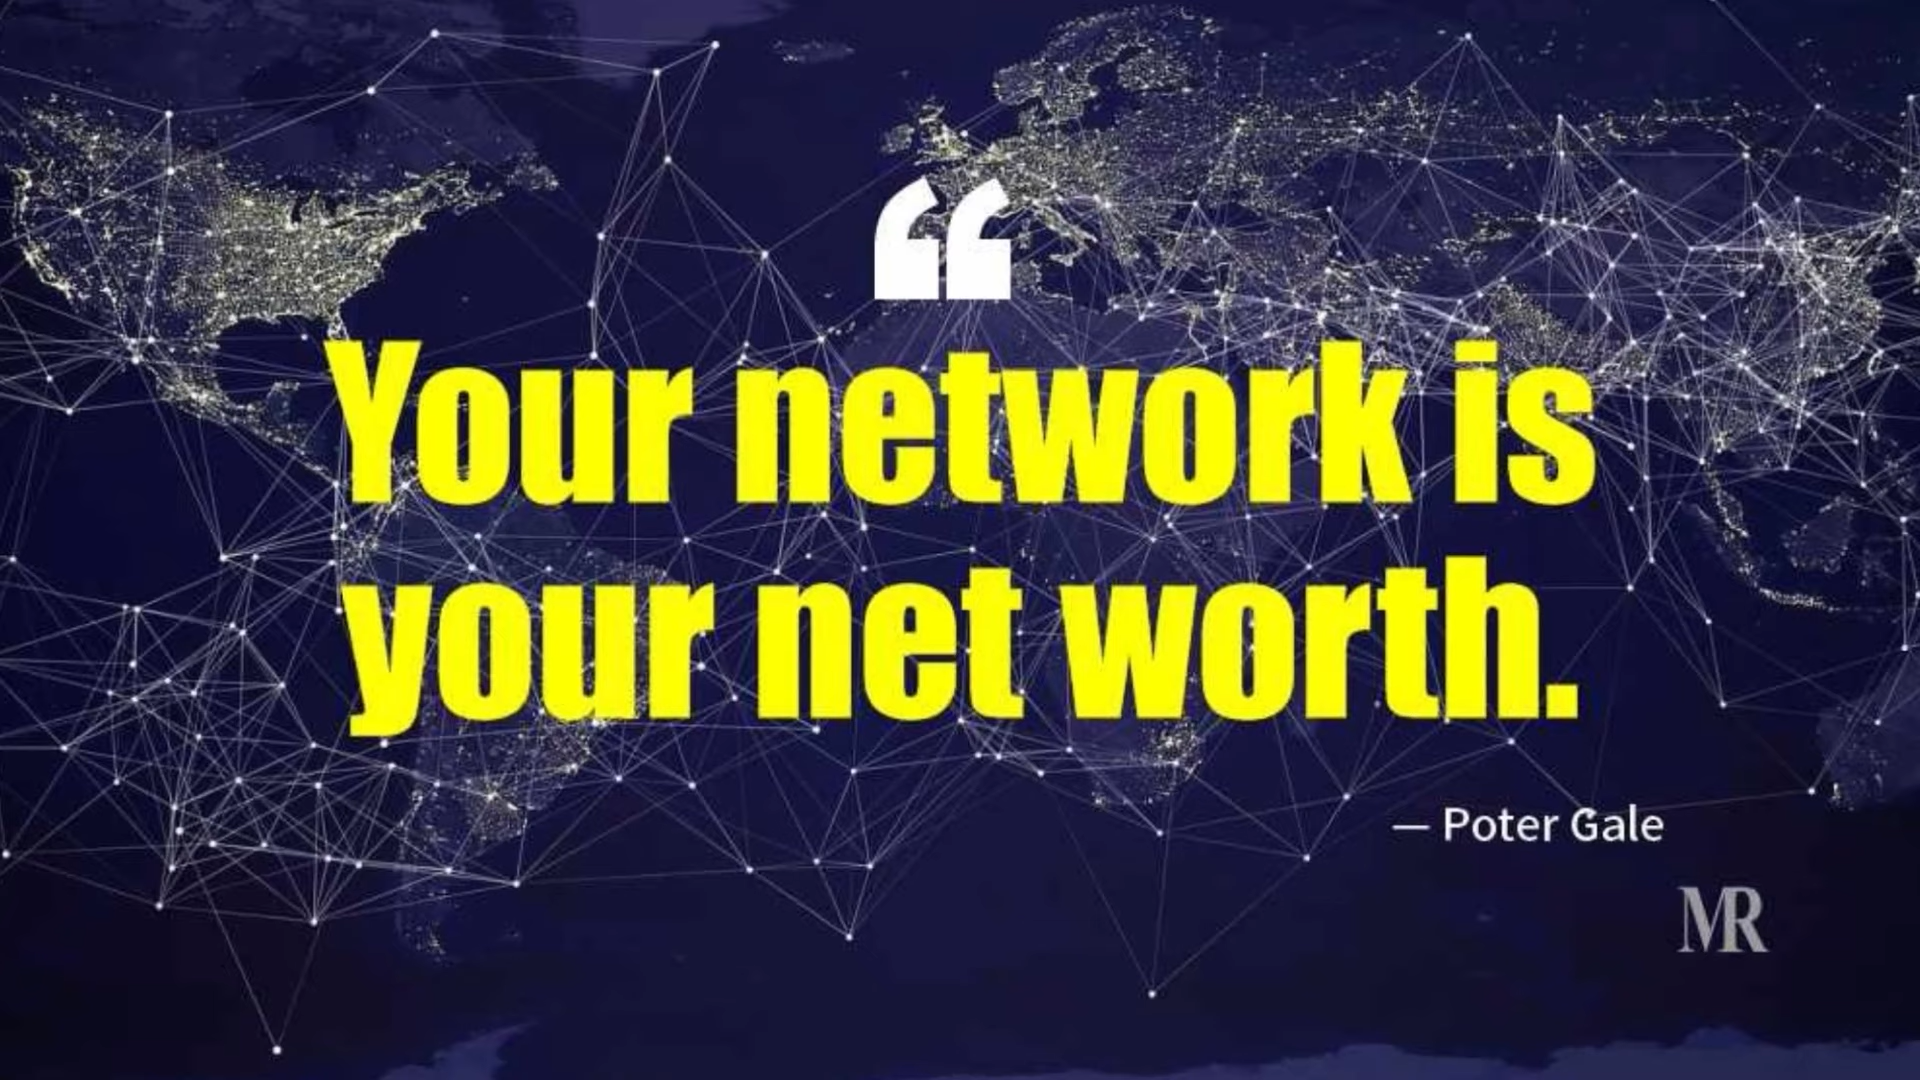 “
Your network is
your net worth.
— Poter Gale
MR